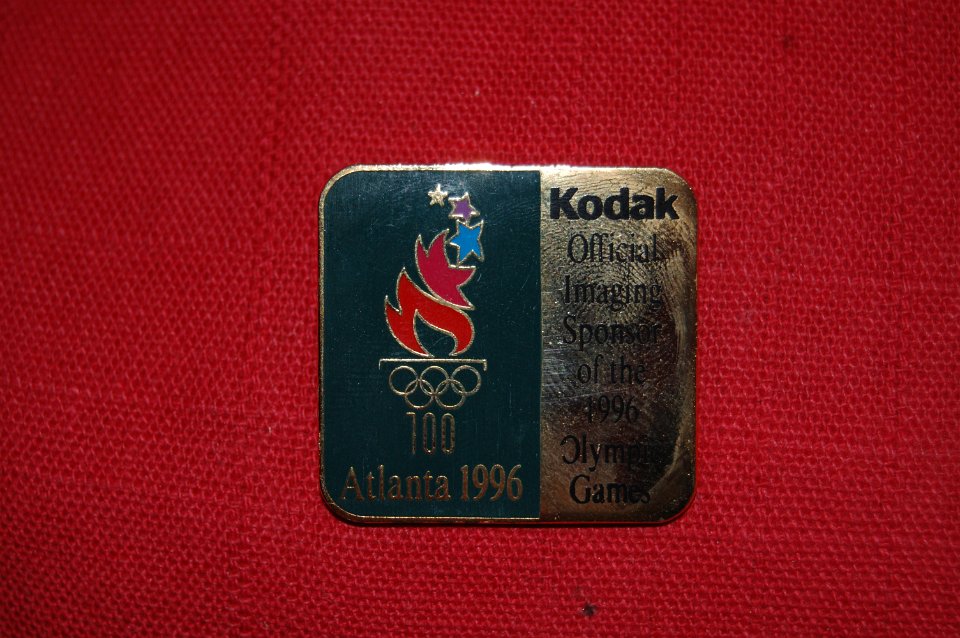 100
Atlanta 1996
Kodak
Official
Imaging
Sponsor
of the
1996
Olympic
Games